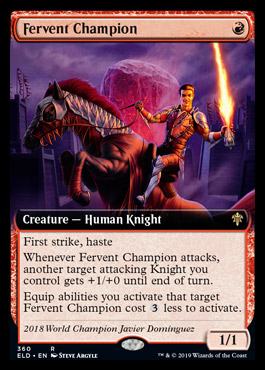 Fervent Champion
Creature — Human Knight
First strike, haste
Whenever Fervent Champion attacks,
another target attacking Knight you
control gets +1/+0 until end of turn.
Equip abilities you activate that target
Fervent Champion cost 3 less to activate.
2018 World Champion Javier Domínguez
1/1
360 R
ELD • EN Steve Argyle
™ & © 2019 Wizards of the Coast